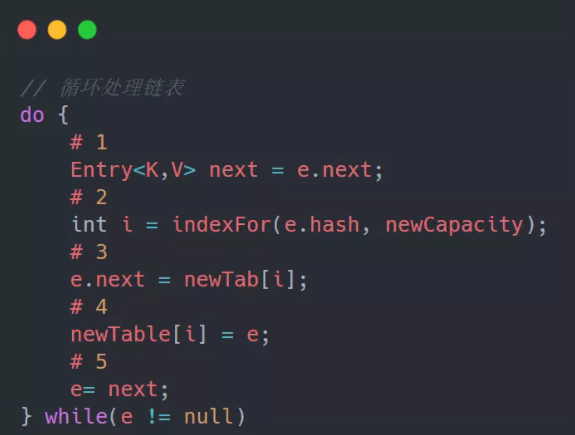 // 循环处理链表
do {
# 1
Entry<K,V> next = e.next;
# 2
int i = indexFor(e.hash, newCapacity);
# 3
e.next = newTab[i];
# 4
newTable[i] = e;
# 5
e= next;
} while(e != null)